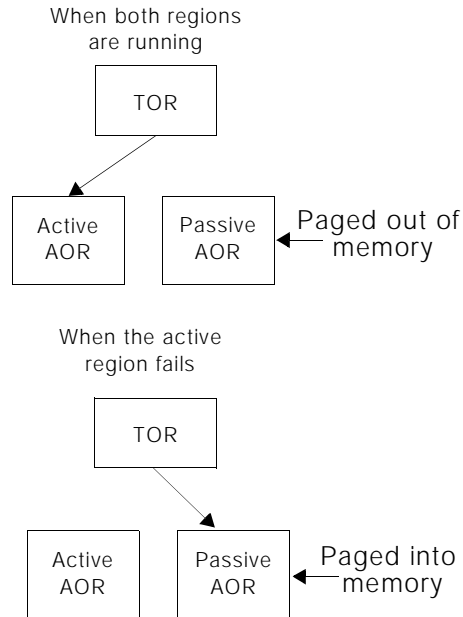 When both regions
are running
TOR
Active
AOR
Passive
AOR
Paged out of
memory
When the active
region fails
TOR
Active
AOR
Passive
AOR
Paged into
memory